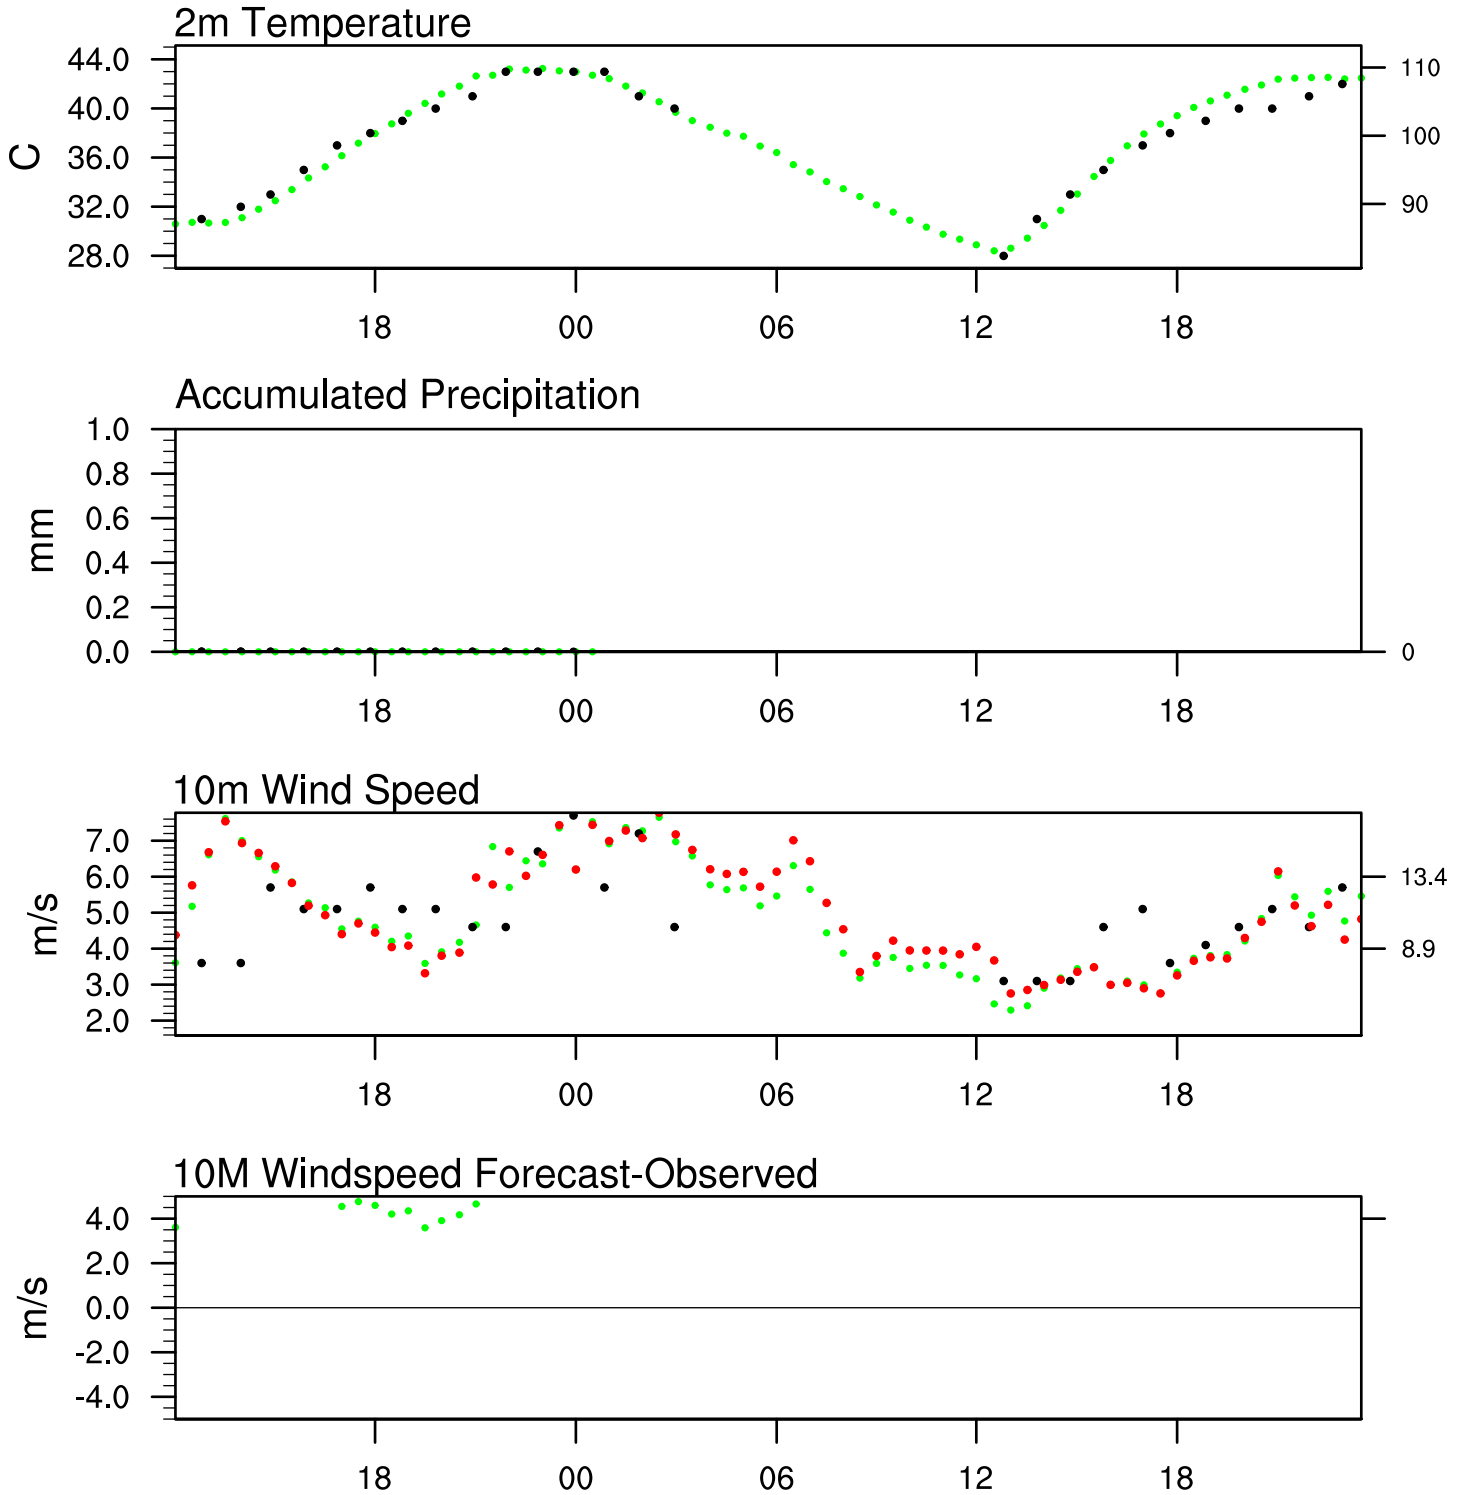 2m Temperature
44.0
40.0
36.0
32.0
28.0
C
110
100
90
18 00 06 12 18
Accumulated Precipitation
1.0
0.8
0.6
0.4
0.2
0.0
mm
0
18 00 06 12 18
10m Wind Speed
7.0
6.0
5.0
4.0
3.0
2.0
m/s
13.4
8.9
18 00 06 12 18
10M Windspeed Forecast-Observed
4.0
2.0
0.0
-2.0
-4.0
m/s
18 00 06 12 18